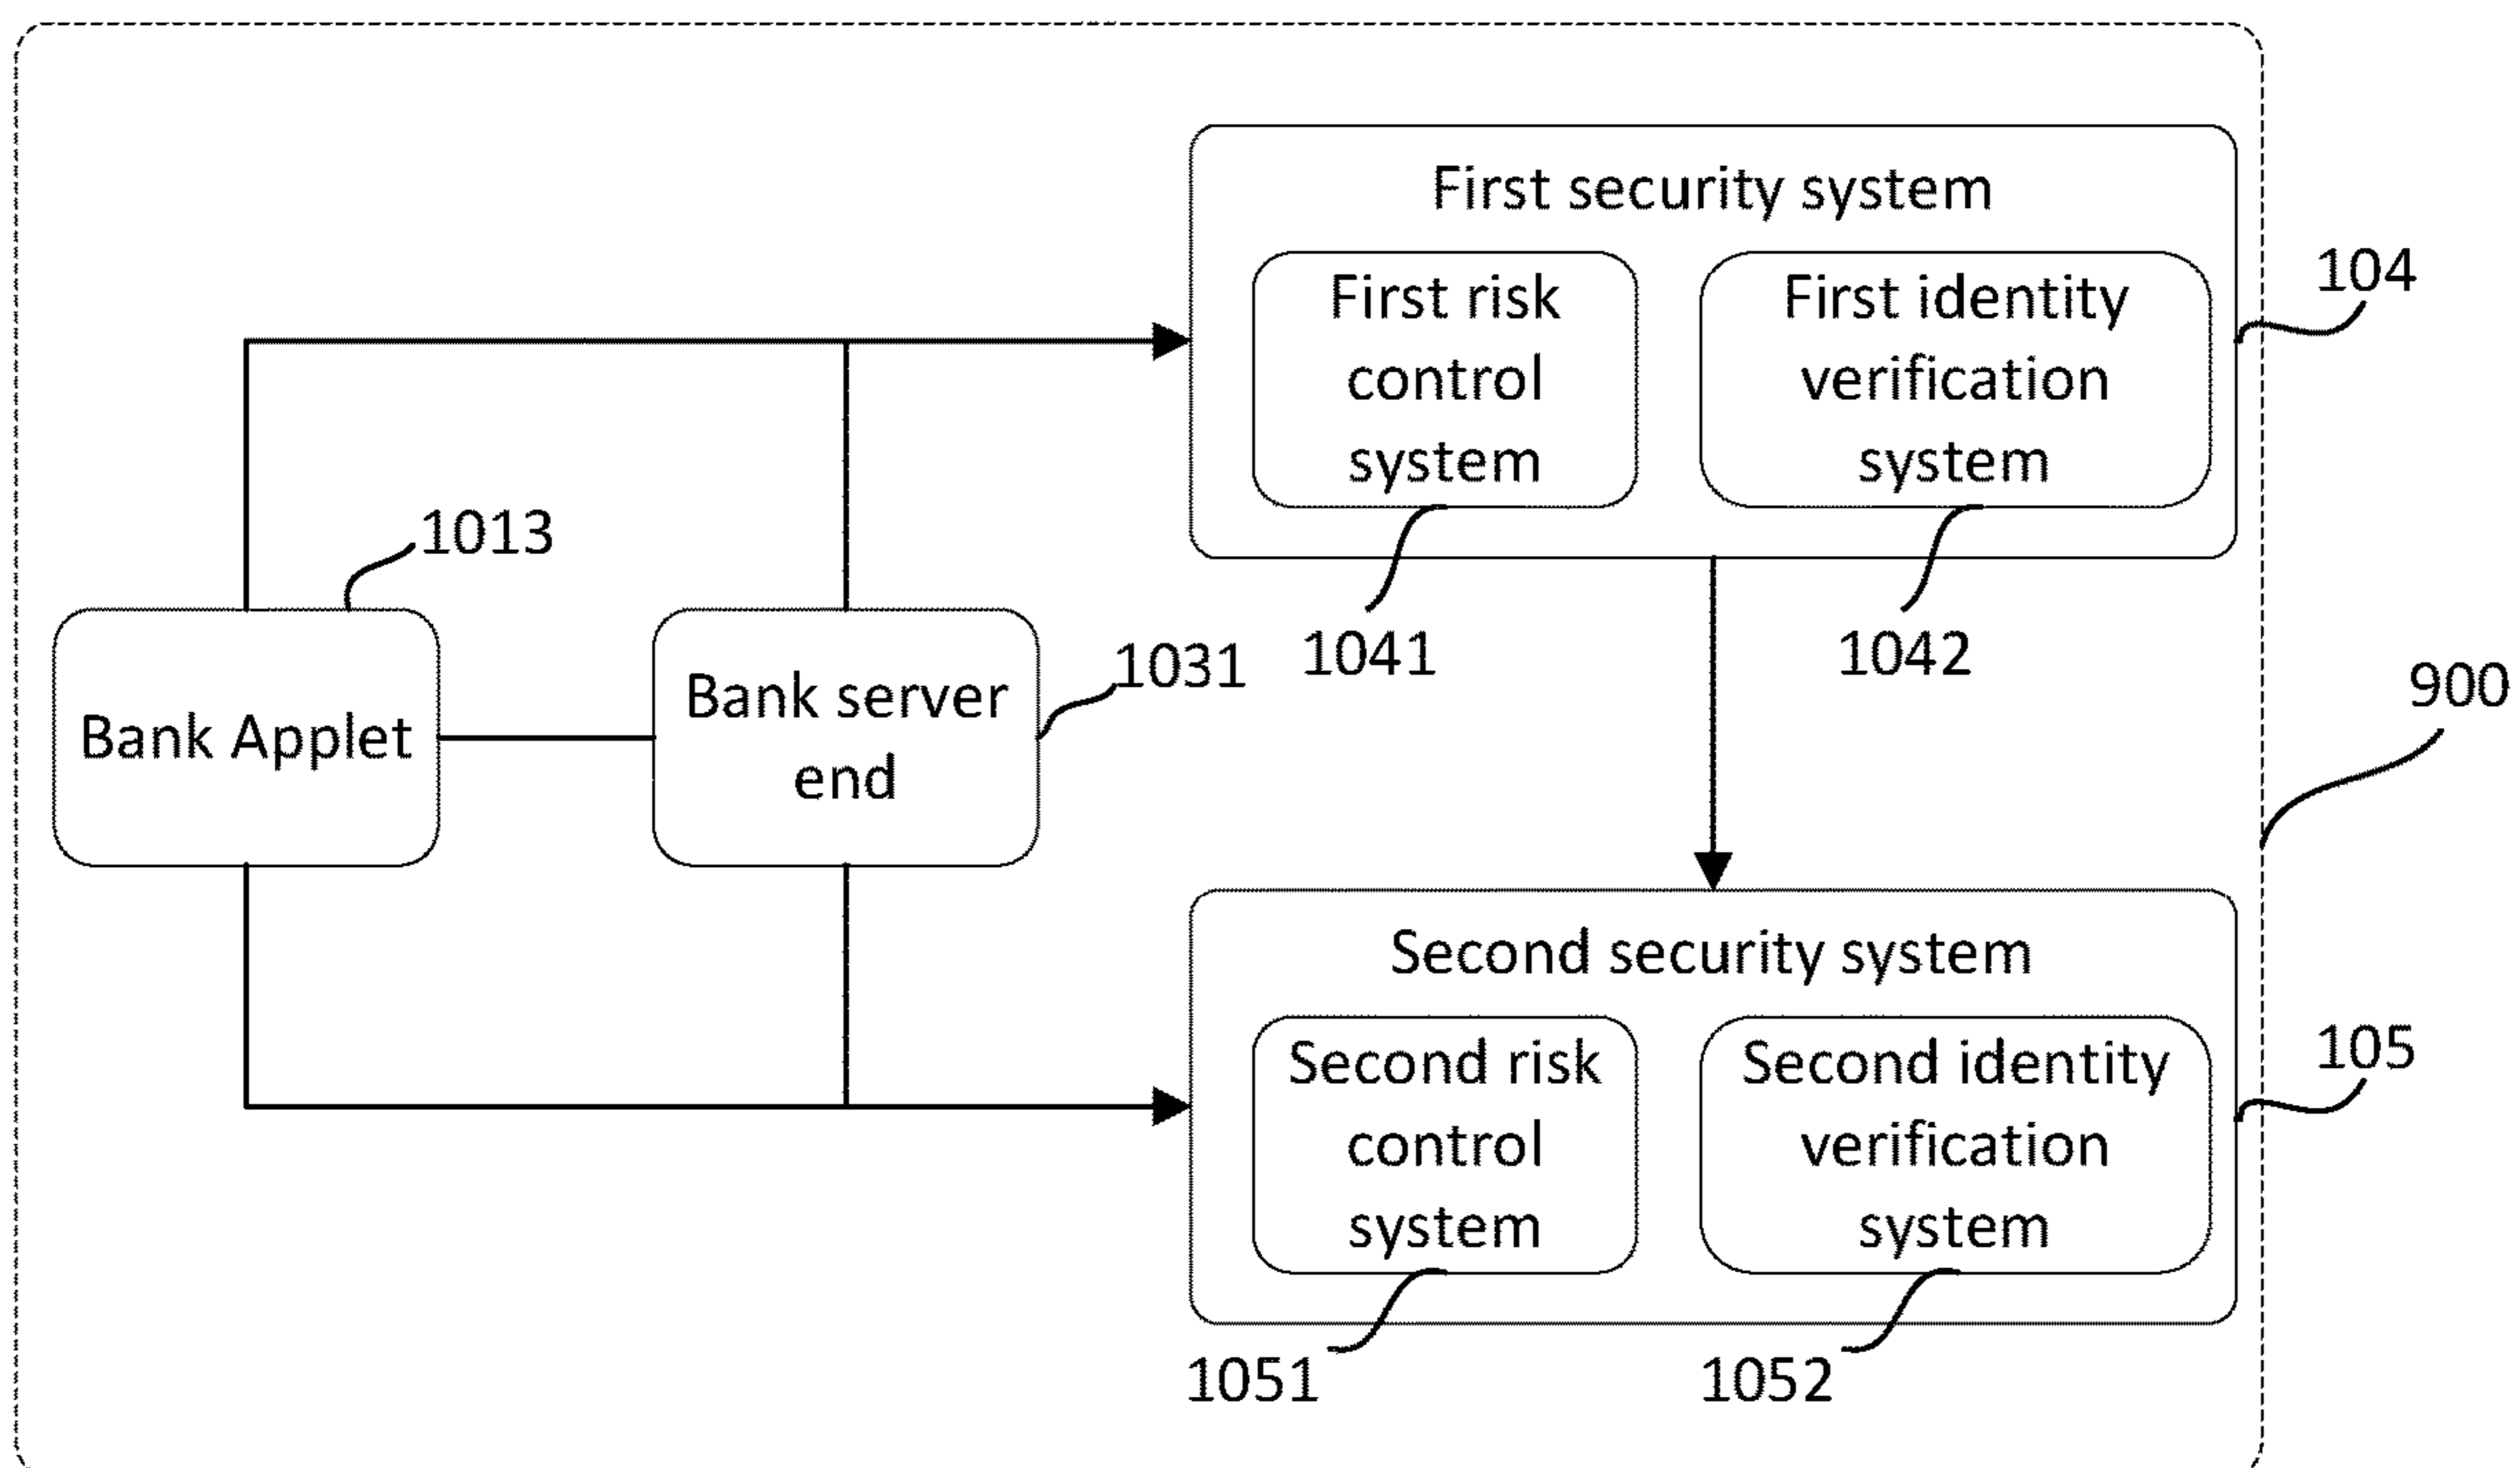 First security system
First risk
control
system
First identity
verification
system
104
1041
1042
1013
Bank Applet
Bank server
end
1031
900
Second security system
Second risk
control
system
Second identity
verification
system
105
1051
1052